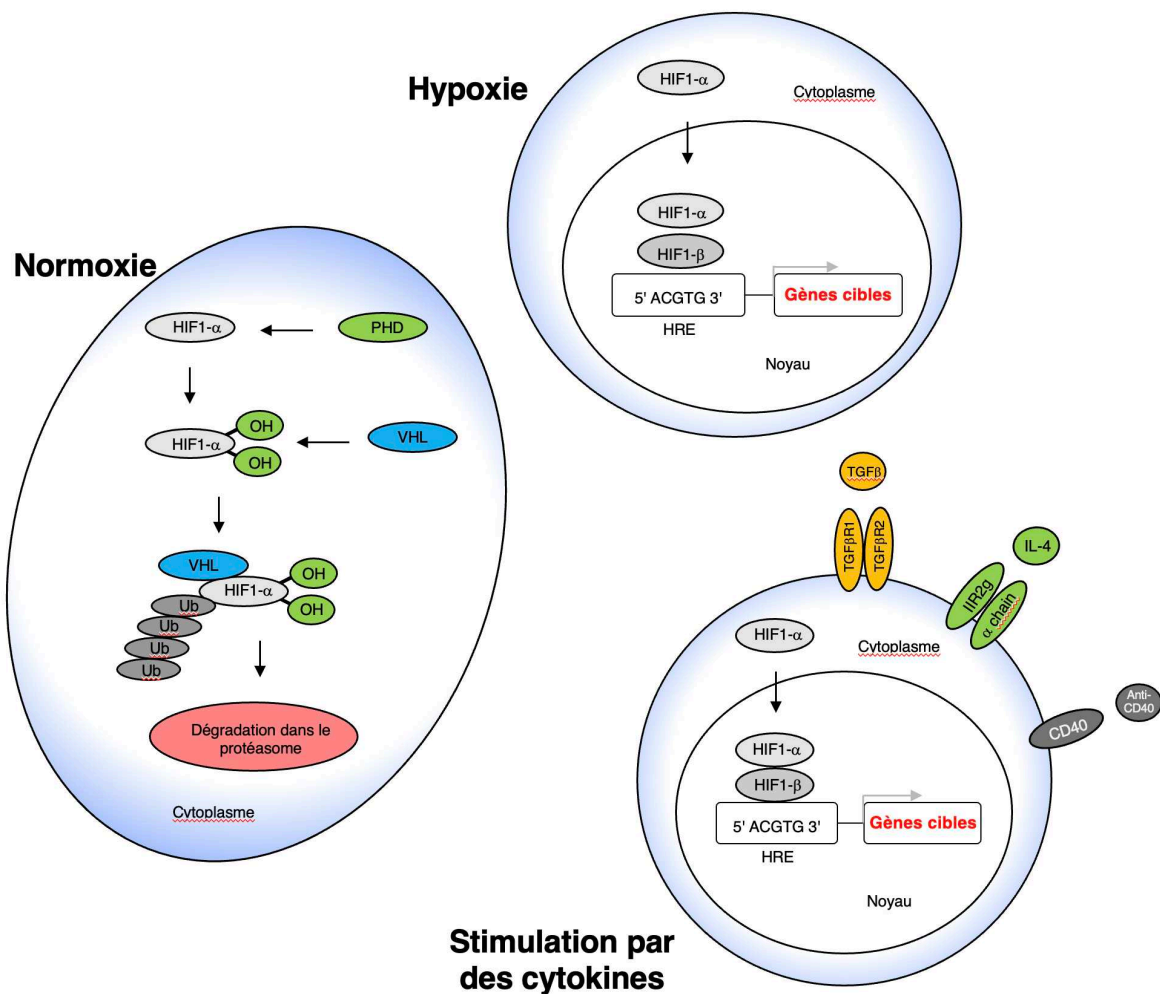 Hypoxie
HIF1-α
Cytoplasme
HIF1-α
HIF1-β
5' ACGTG 3'
Gènes cibles
HRE
Noyau
Normoxie
HIF1-α
PHD
HIF1-α
OH
OH
VHL
VHL
HIF1-α
OH
OH
Ub
Ub
Ub
Ub
Dégradation dans le
protéasome
Cytoplasme
TGFβ
TGFβR1
TGFβR2
IL-4
IlR2g
α chain
Anti-
CD40
CD40
HIF1-α
Cytoplasme
HIF1-α
HIF1-β
5' ACGTG 3'
Gènes cibles
HRE
Noyau
Stimulation par
des cytokines